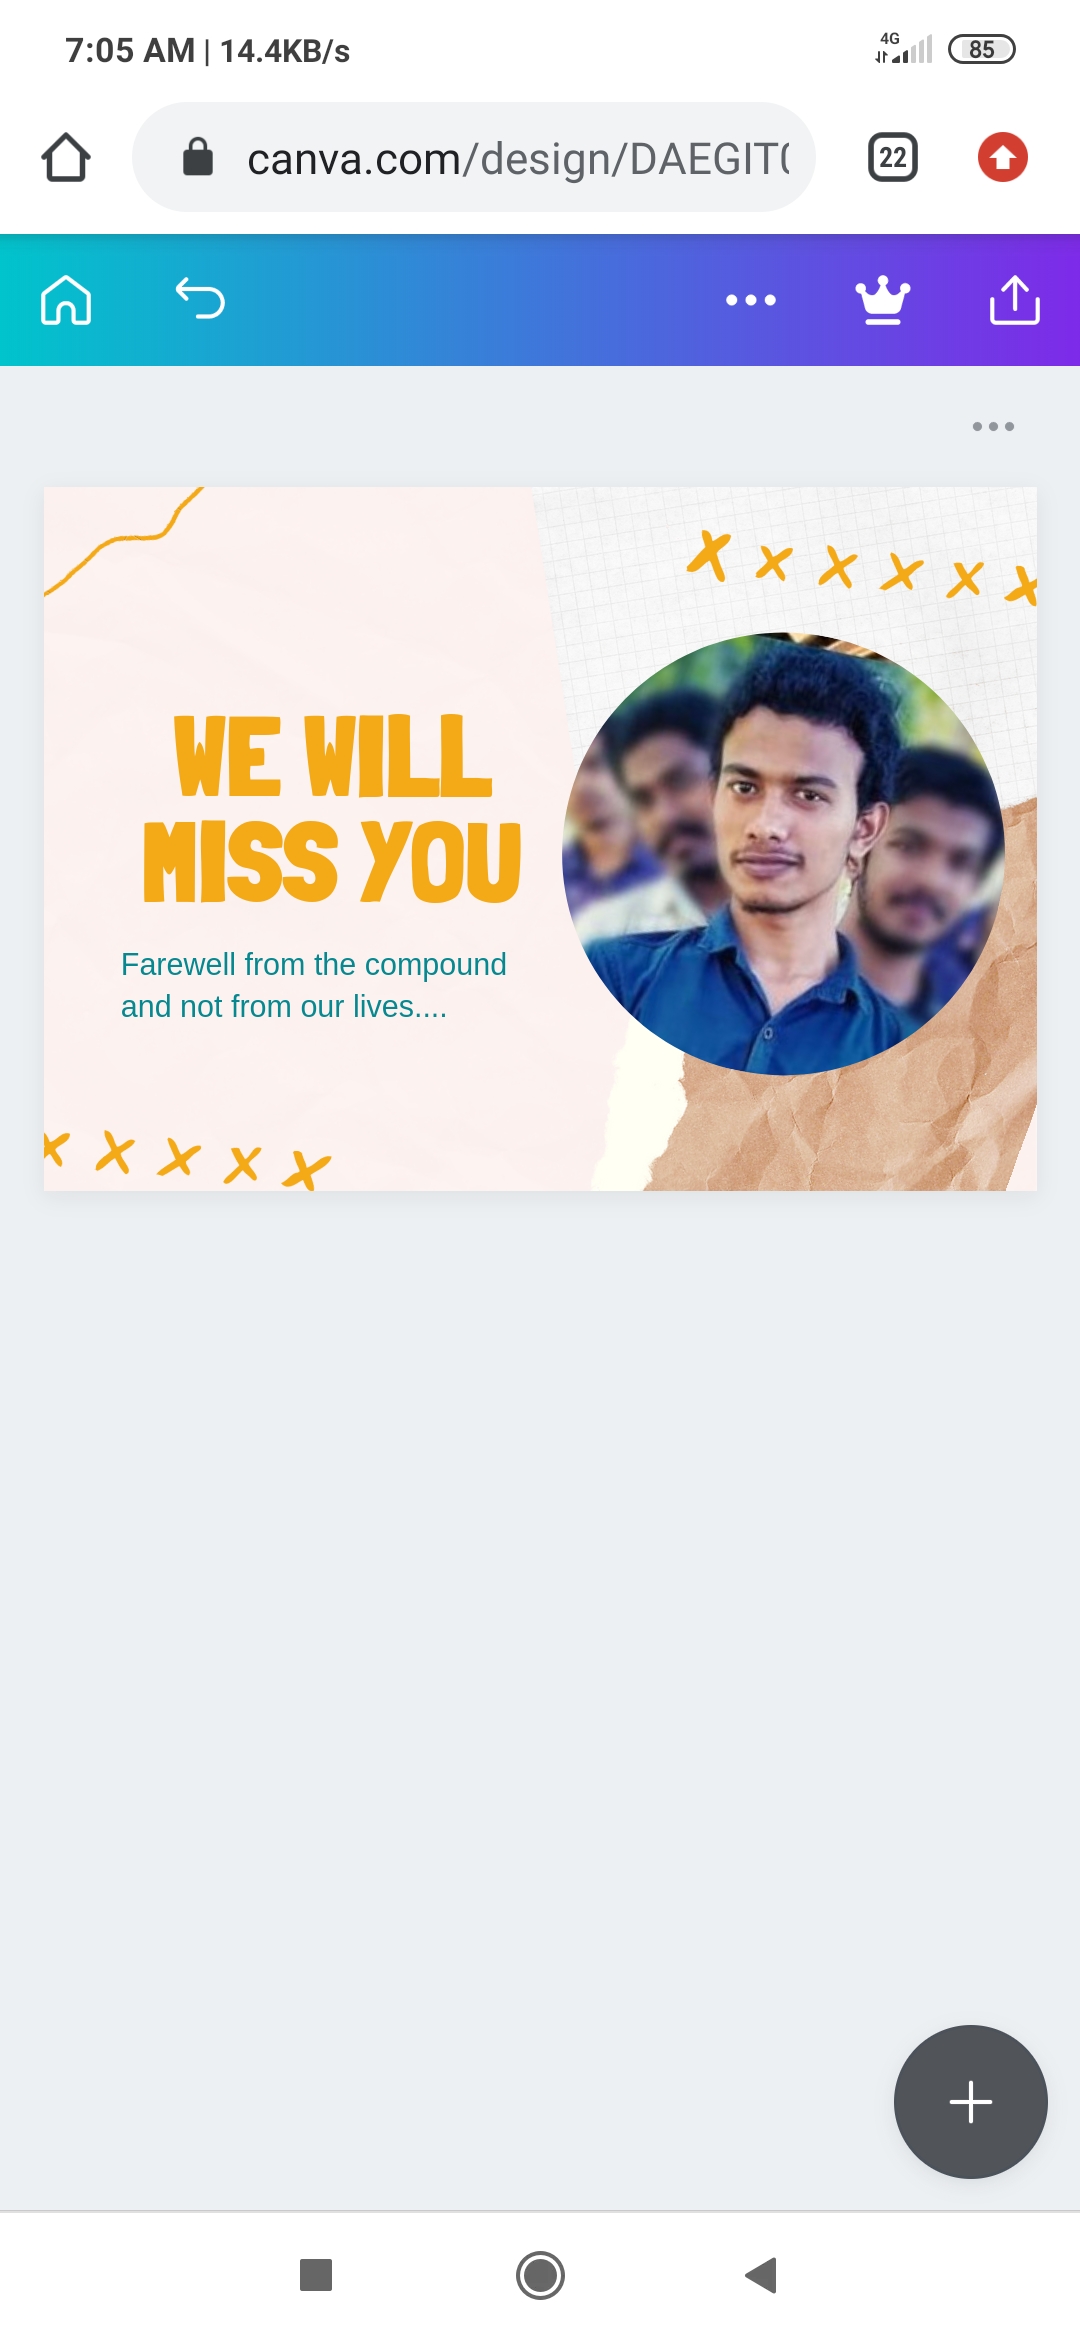 7:05 AM | 14.4KB/s
4G
85
canva.com/design/DAEGIT
22
WE WILL
MISS YOU
Farewell from the compound
and not from our lives....